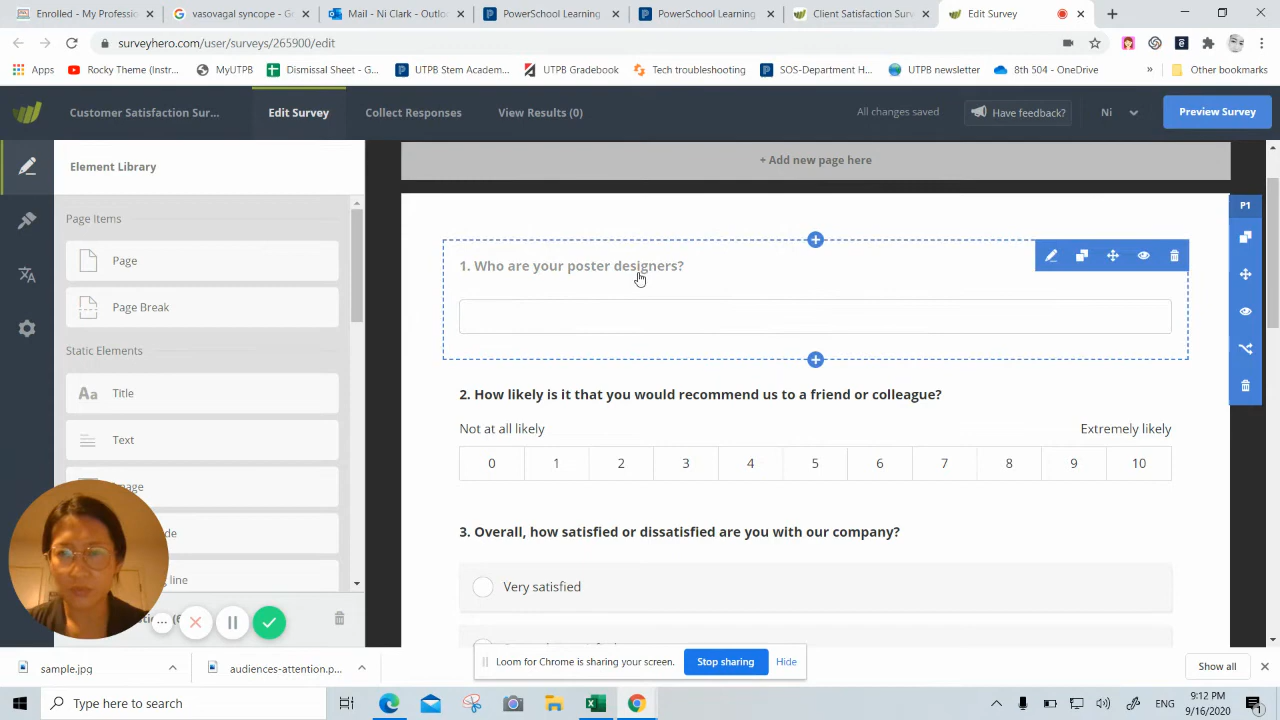 Enrolled - My Professi
vasovagal syncope - G
Mail - Ni Clark - Outlo
PowerSchool Learning
PowerSchool Learning
Client Satisfaction Surv
Edit Survey
surveyhero.com/user/surveys/265900/edit
Apps
Rocky Theme (Instr...
MyUTPB
Dismissal Sheet - G...
UTPB Stem Academ...
UTPB Gradebook
Tech troubleshooting
SOS-Department H...
UTPB newsletter
8th 504 - OneDrive
»
Other bookmarks
Customer Satisfaction Sur...
Edit Survey
Collect Responses
View Results (0)
All changes saved
Have feedback?
Ni
Preview Survey
Element Library
+ Add new page here
Page Items
P1
Page
1. Who are your poster designers?
Page Break
Static Elements
Title
2. How likely is it that you would recommend us to a friend or colleague?
Text
Not at all likely
Extremely likely
0 1 2 3 4 5 6 7 8 9 10
Image
de
3. Overall, how satisfied or dissatisfied are you with our company?
line
Very satisfied
Loom for Chrome is sharing your screen.
Stop sharing
Hide
sample.jpg
audiences-attention.p...
Show all
Type here to search
ENG
9:12 PM
9/16/2020
1